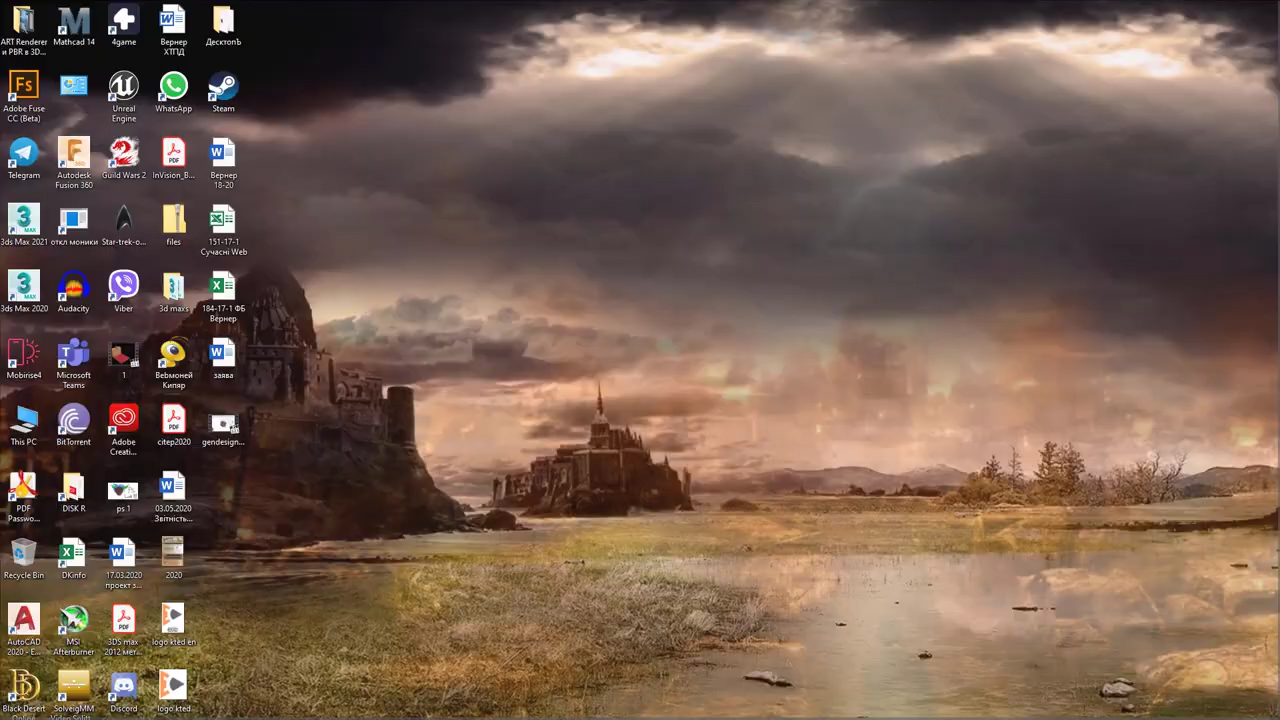 ART Renderer
и PBR в 3D...
Mathcad 14
4game
Вернер
ХТПД
ДесктопЪ
Adobe Fuse
CC (Beta)
Unreal
Engine
WhatsApp
Steam
Telegram
Autodesk
Fusion 360
Guild Wars 2
InVision_B...
Вернер
18-20
3ds Max 2021
откл моники
Star-trek-o...
files
151-17-1
Сучасні Web
3ds Max 2020
Audacity
Viber
3d maxs
184-17-1 ФБ
Вернер
Mobirise4
Microsoft
Teams
1
Вебмоней
Кипяр
заява
This PC
BitTorrent
Adobe
Creati...
citep2020
gendesign...
PDF
Passwo...
DISK R
ps 1
03.05.2020
Звітність...
Recycle Bin
DKinfo
17.03.2020
проект з...
2020
AutoCAD
2020 - E...
MSI
Afterburner
3DS max
2012 мет...
logo kted en
Black Desert
Online
SolveigMM
Video Splitt...
Discord
logo kted